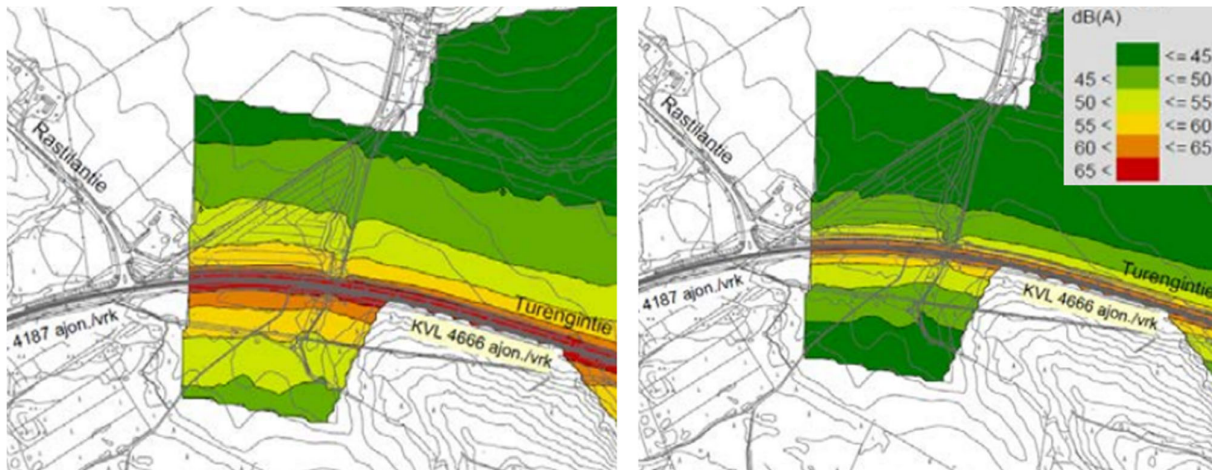 Rastilantie
Turengintie
4187 ajon./vrk
KVL 4666 ajon./vrk
dB(A)
<= 45
45 < <= 50
50 < <= 55
55 < <= 60
60 < <= 65
65 <
Rastilantie
Turengintie
4187 ajon./vrk
KVL 4666 ajon./vrk